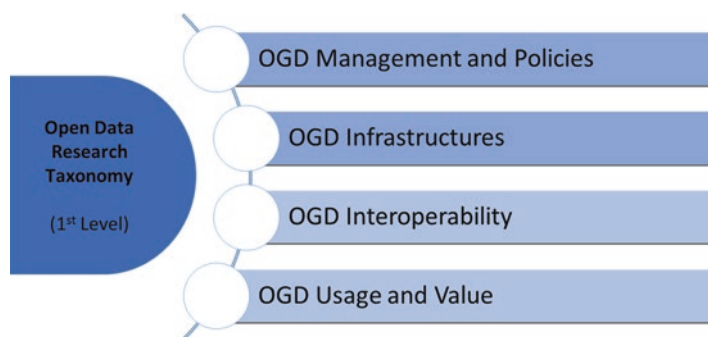 Open Data
Research
Taxonomy
(1st Level)
OGD Management and Policies
OGD Infrastructures
OGD Interoperability
OGD Usage and Value